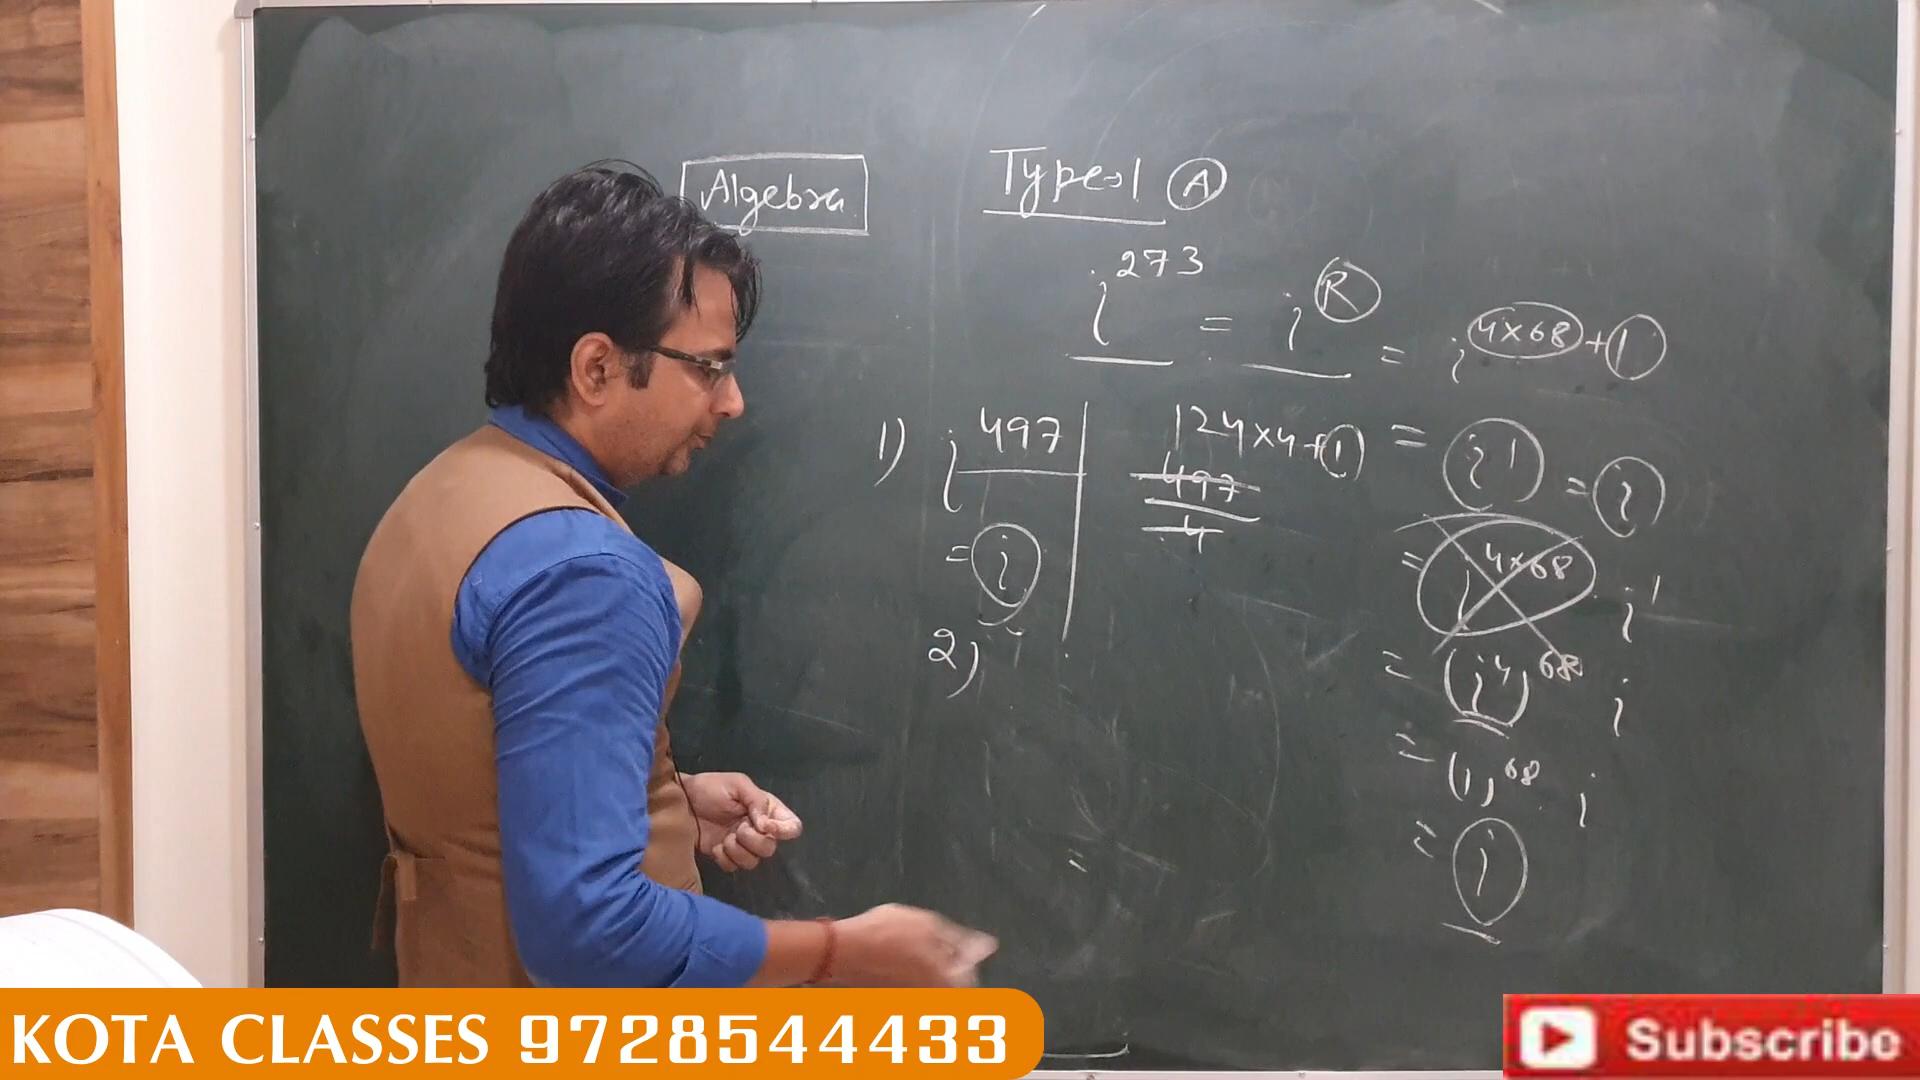 Algebra
Type-1 (A)
i^273 = i^R = i^(4×68+1)
1) i^497
124×4+1
497
4
= i
2)
= i^1 = i
= i^(4×68) i^1
= (i^4)^68 i
= (1)^68 . i
= i
KOTA CLASSES 9728544433
Subscribe